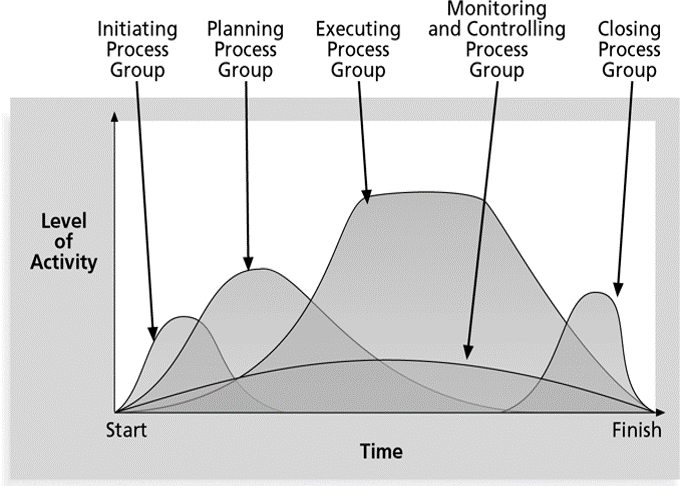 Initiating
Process
Group
Planning
Process
Group
Executing
Process
Group
Monitoring
and Controlling
Process
Group
Closing
Process
Group
Level
of
Activity
Start
Finish
Time